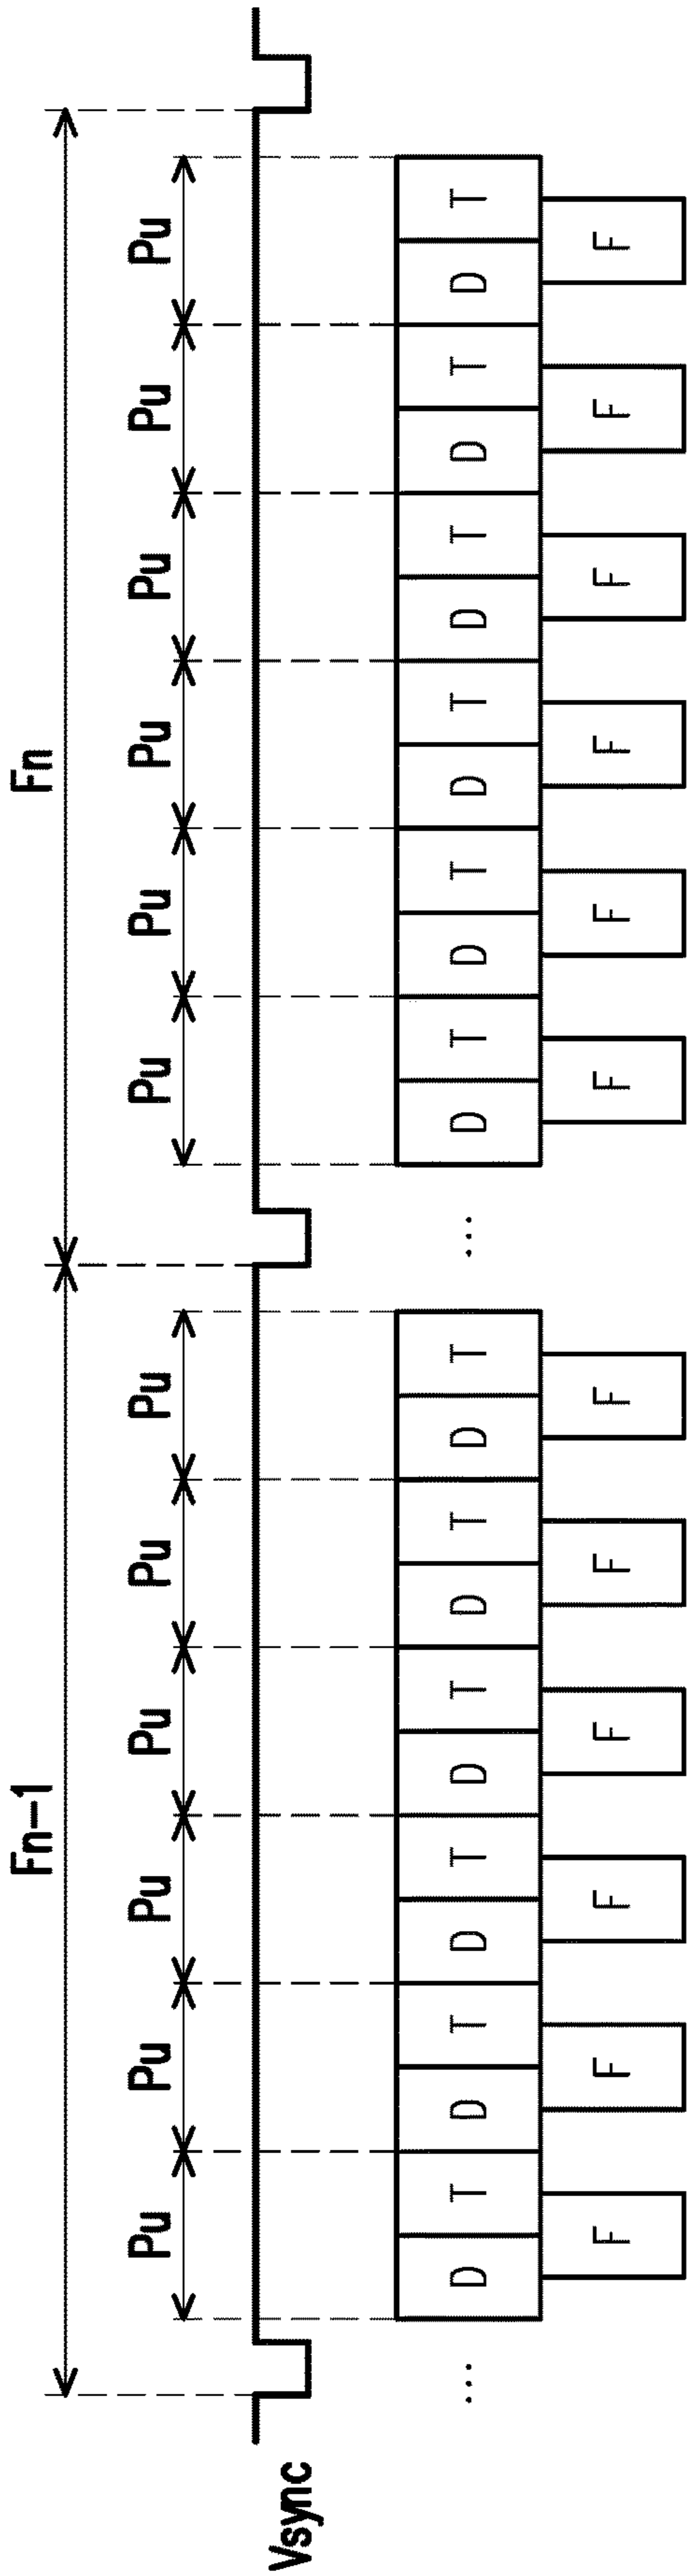 Fn-1 Fn
Pu Pu Pu Pu Pu Pu Pu Pu Pu Pu Pu Pu
Vsync
... D T D T D T D T D T D T ... D T D T D T D T D T D T
F F F F F F F F F F F F